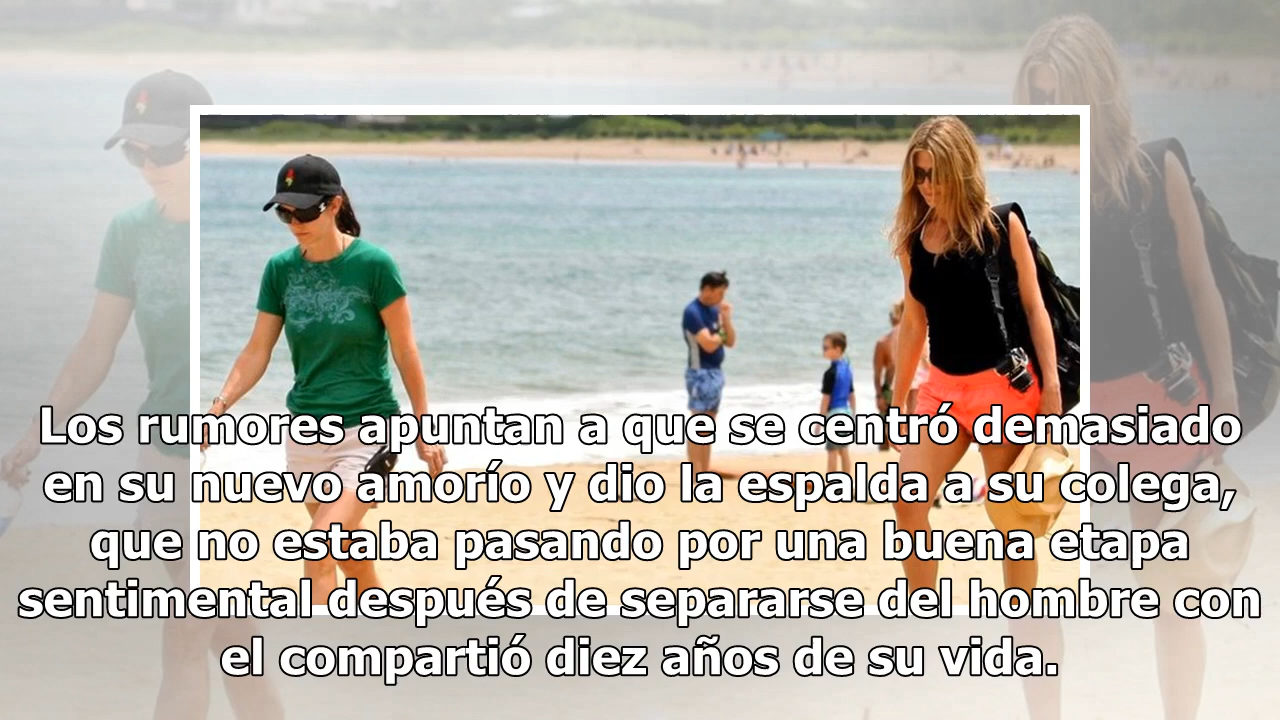 Los rumores apuntan a que se centró demasiado
en su nuevo amorío y dio la espalda a su colega,
que no estaba pasando por una buena etapa
sentimental después de separarse del hombre con
el compartió diez años de su vida.